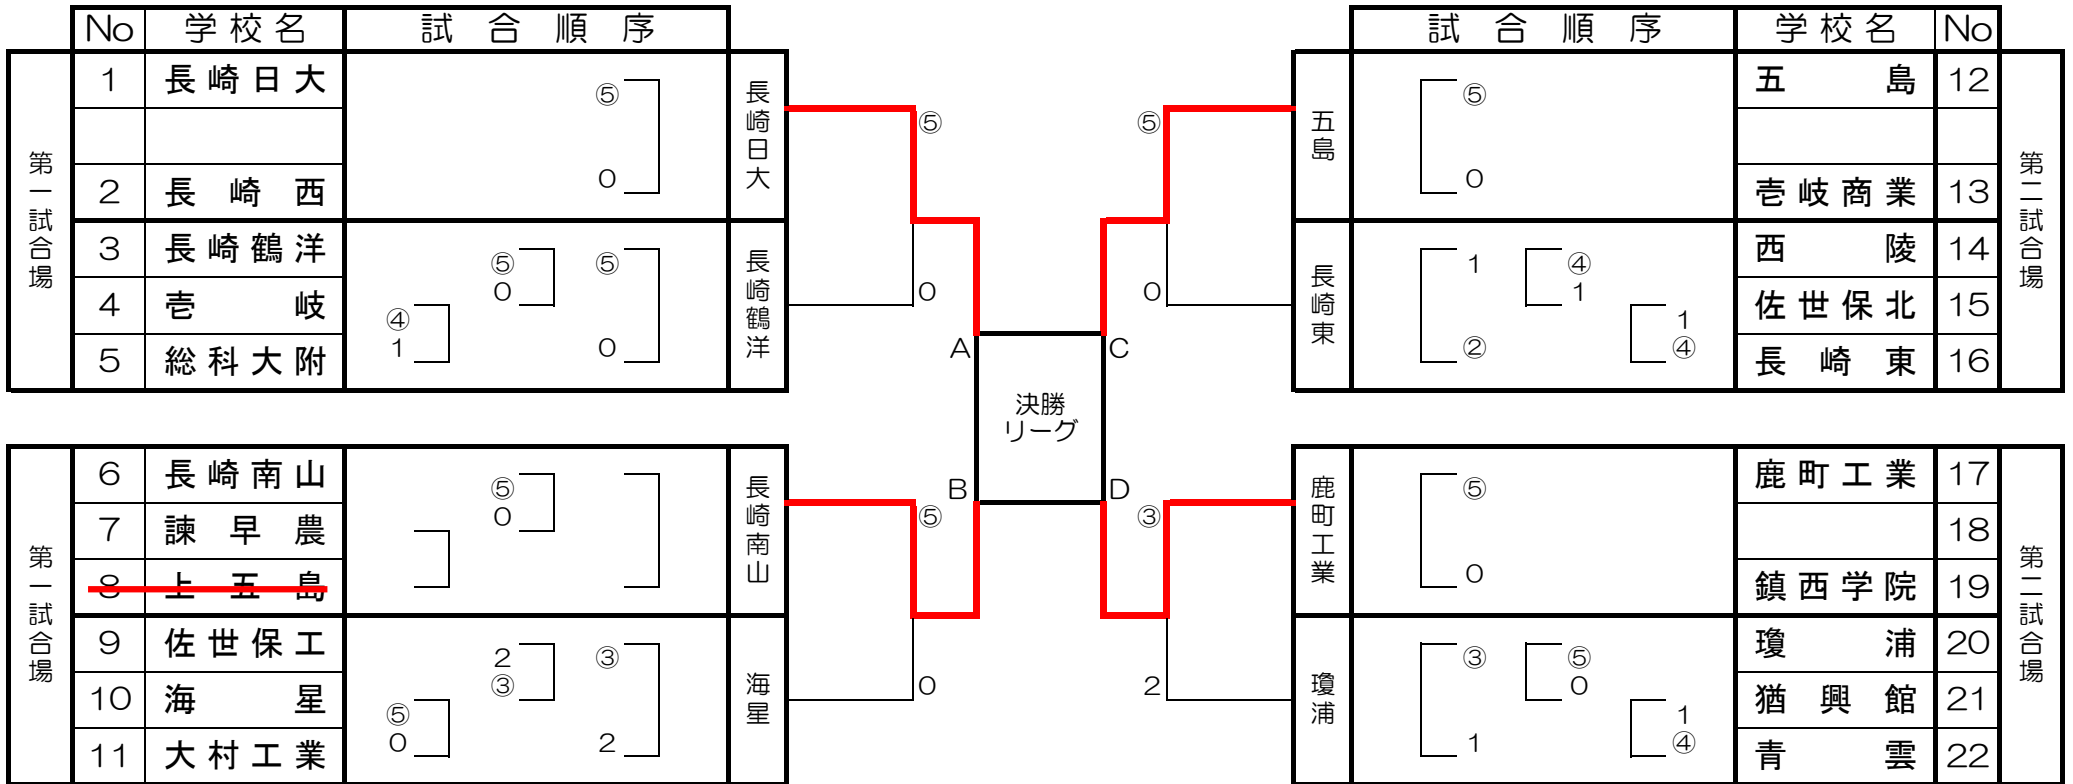 No 学校名 試合順序
第一試合場
1 長崎日大
2 長崎西
3 長崎鶴洋
4 壱岐
5 総科大附
⑤
0
⑤
0
⑤
0
④
1
長崎日大
長崎鶴洋
⑤
0
第一試合場
6 長崎南山
7 諫早農
8 上五島
9 佐世保工
10 海星
11 大村工業
⑤
0
2
③
③
2
⑤
0
長崎南山
海星
⑤
0
A
B
C
D
決勝
リーグ
試合順序 学校名 No
⑤
0
五島
長崎東
⑤
0
1
②
④
1
1
④
五島 12
壱岐商業 13
西陵 14
佐世保北 15
長崎東 16
第二試合場
③
2
鹿町工業
瓊浦
⑤
0
③
1
⑤
0
1
④
鹿町工業 17
18
鎮西学院 19
瓊浦 20
猶興館 21
青雲 22
第二試合場